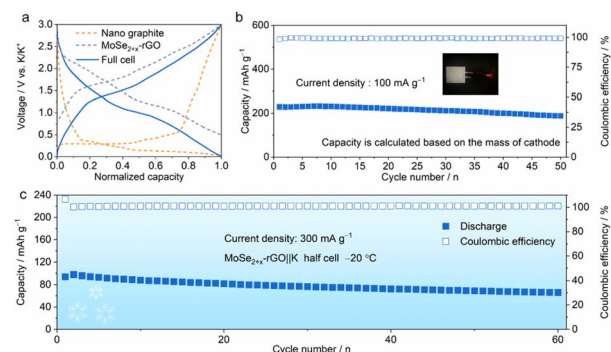 a
Nano graphite
MoSe2+x-rGO
Full cell
Voltage / V vs. K/K+
3.0
2.5
2.0
1.5
1.0
0.5
0.0
0.0 0.2 0.4 0.6 0.8 1.0
Normalized capacity
b
Capacity / mAh g−1
600
400
200
0
Current density : 100 mA g−1
Capacity is calculated based on the mass of cathode
0 5 10 15 20 25 30 35 40 45 50
Cycle number / n
100
75
50
25
0
Coulombic efficiency / %
c
Capacity / mAh g−1
240
200
160
120
80
40
0
Current density: 300 mA g−1
MoSe2+x-rGO||K half cell −20 °C
Discharge
Coulombic efficiency
0 20 40 60
Cycle number / n
100
80
60
40
20
0
Coulombic efficiency / %